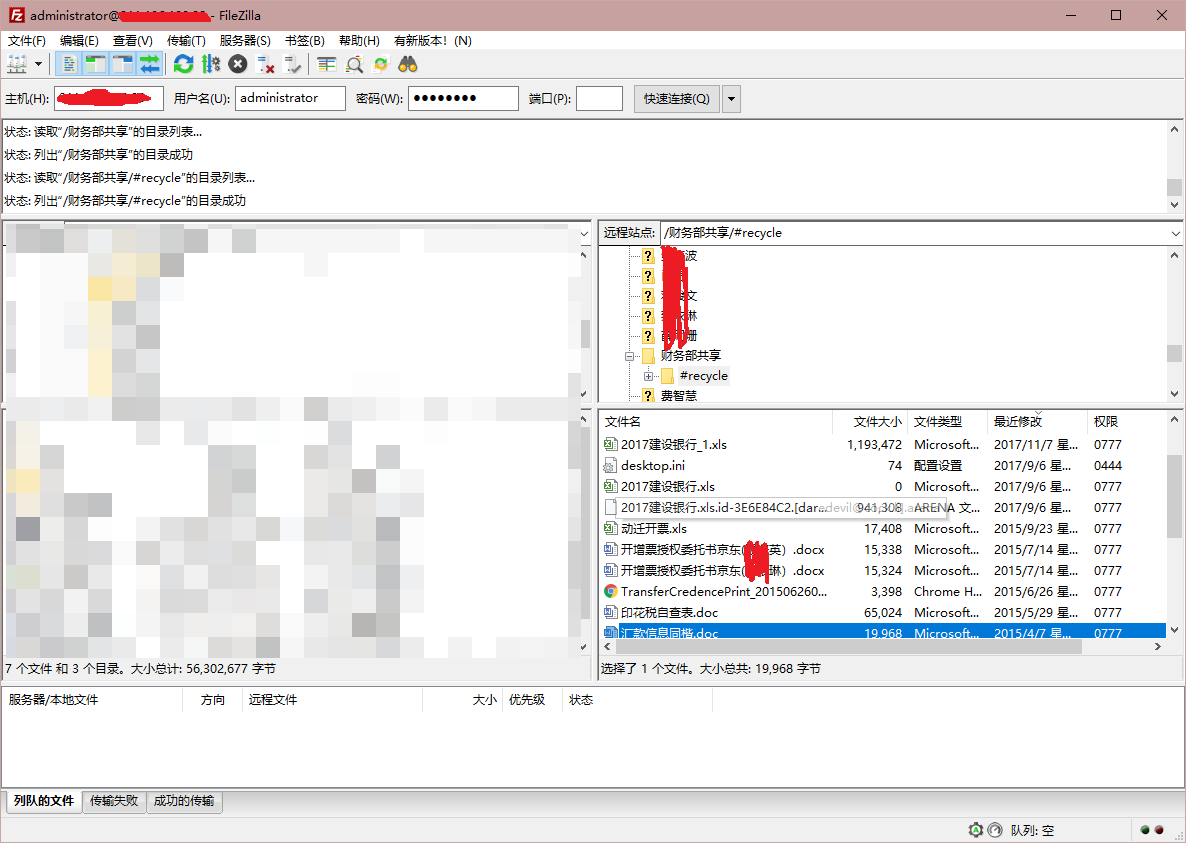 administrator@ - FileZilla
文件(F) 编辑(E) 查看(V) 传输(T) 服务器(S) 书签(B) 帮助(H) 有新版本! (N)
主机(H): 用户名(U): administrator 密码(W): ●●●●●●●● 端口(P): 快速连接(Q)
状态: 读取“/财务部共享”的目录列表...
状态: 列出“/财务部共享”的目录成功
状态: 读取“/财务部共享/#recycle”的目录列表...
状态: 列出“/财务部共享/#recycle”的目录成功
远程站点: /财务部共享/#recycle
波
文
琳
珊
财务部共享
#recycle
费智慧
文件名 文件大小 文件类型 最近修改 权限
2017建设银行_1.xls 1,193,472 Microsoft... 2017/11/7 星... 0777
desktop.ini 74 配置设置 2017/9/6 星... 0444
2017建设银行.xls 0 Microsoft... 2017/9/6 星... 0777
2017建设银行.xls.id-3E6E84C2.[dar... 941,308 ARENA 文... 2017/9/6 星... 0777
动迁开票.xls 17,408 Microsoft... 2015/9/23 星... 0777
开增票授权委托书京东( 英）.docx 15,338 Microsoft... 2015/7/14 星... 0777
开增票授权委托书京东( 琳）.docx 15,324 Microsoft... 2015/7/14 星... 0777
TransferCredencePrint_201506260... 3,398 Chrome H... 2015/6/26 星... 0777
印花税自查表.doc 65,024 Microsoft... 2015/5/29 星... 0777
汇款信息同楷.doc 19,968 Microsoft... 2015/4/7 星... 0777
7 个文件 和 3 个目录。大小总计: 56,302,677 字节
选择了 1 个文件。大小总共: 19,968 字节
服务器/本地文件 方向 远程文件 大小 优先级 状态
列队的文件 传输失败 成功的传输
队列: 空